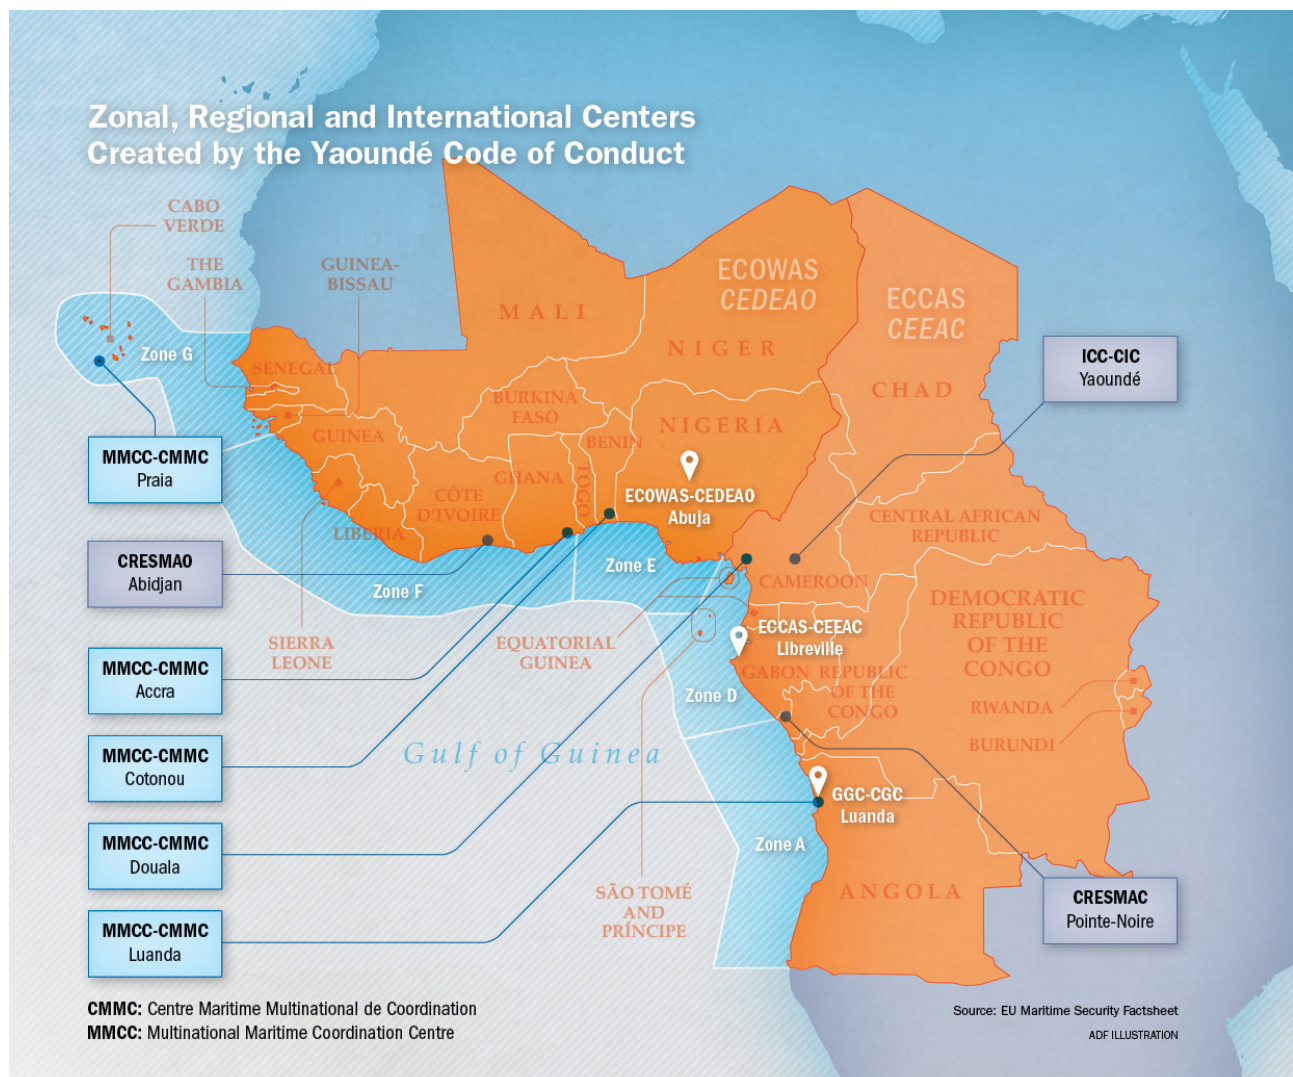 Zonal, Regional and International Centers
Created by the Yaoundé Code of Conduct
CABO
VERDE
THE
GAMBIA
GUINEA-
BISSAU
ECOWAS
CEDEAO
ECCAS
CEEAC
MALI
NIGER
CHAD
Zone G
SENEGAL
BURKINA
FASO
NIGERIA
BENIN
GUINEA
GHANA
TOGO
CÔTE
D'IVOIRE
LIBERIA
ICC-CIC
Yaoundé
MMCC-CMMC
Praia
ECOWAS-CEDEAO
Abuja
CENTRAL AFRICAN
REPUBLIC
CRESMAO
Abidjan
Zone E
Zone F
CAMEROON
DEMOCRATIC
REPUBLIC
OF THE
CONGO
SIERRA
LEONE
EQUATORIAL
GUINEA
ECCAS-CEEAC
Libreville
MMCC-CMMC
Accra
GABON
REPUBLIC
OF THE
CONGO
Zone D
RWANDA
BURUNDI
Gulf of Guinea
MMCC-CMMC
Cotonou
GGC-CGC
Luanda
Zone A
MMCC-CMMC
Douala
SÃO TOMÉ
AND
PRÍNCIPE
ANGOLA
CRESMAC
Pointe-Noire
MMCC-CMMC
Luanda
CMMC: Centre Maritime Multinational de Coordination
MMCC: Multinational Maritime Coordination Centre
Source: EU Maritime Security Factsheet
ADF ILLUSTRATION